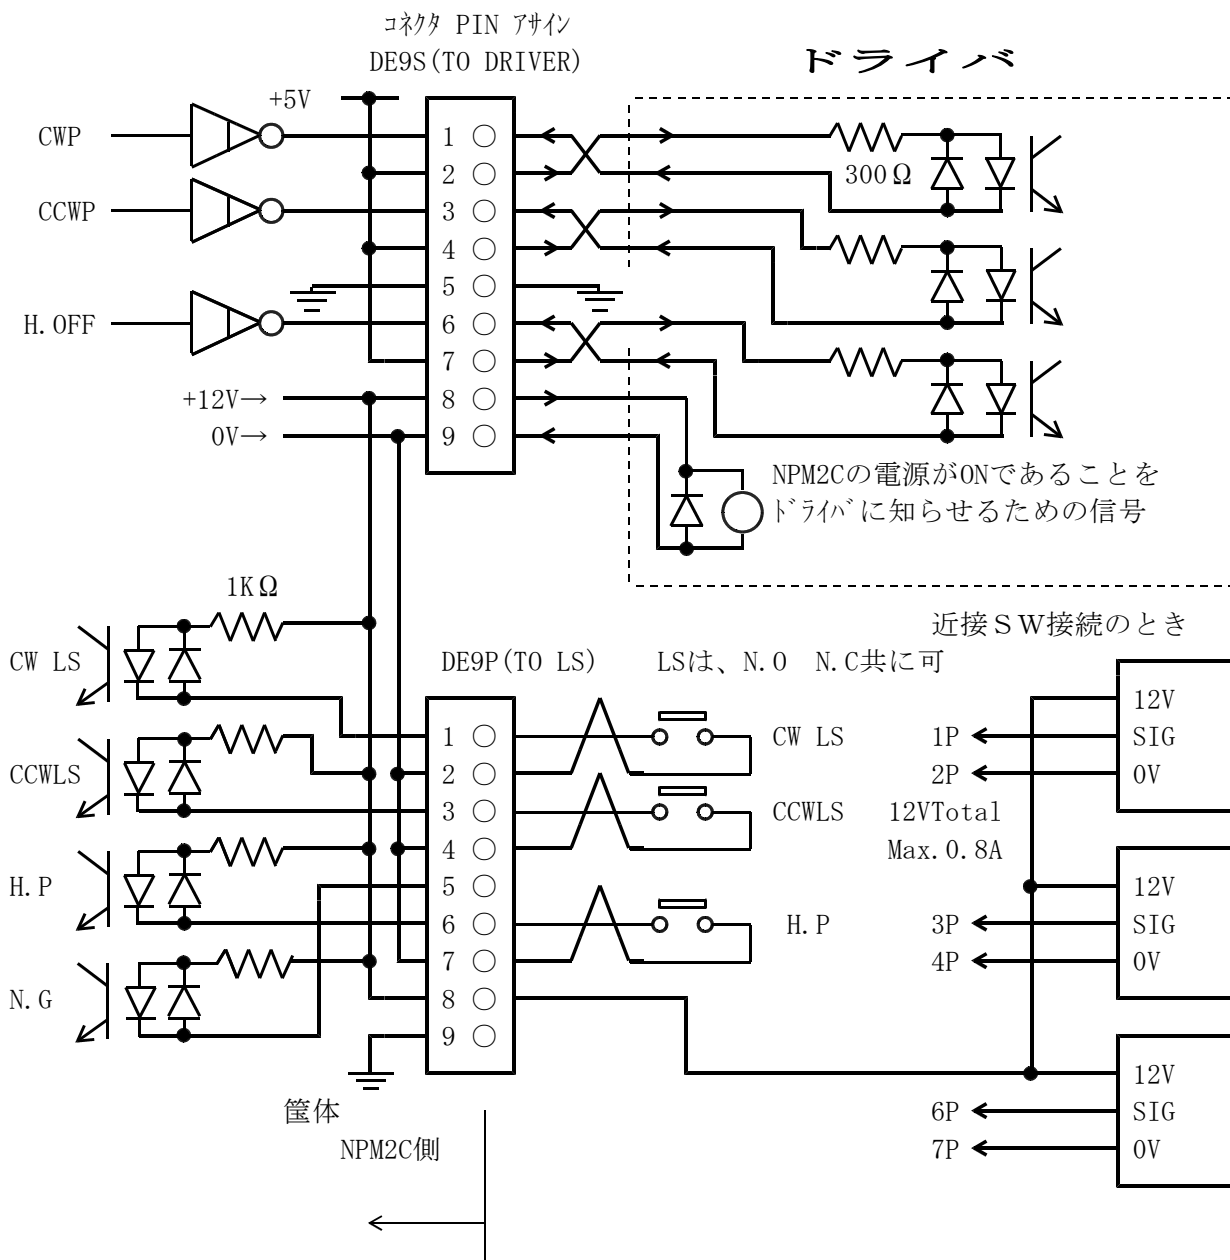 コネクタ PIN アサイン
DE9S(TO DRIVER)
ドライバ
+5V
CWP
CCWP
H.OFF
+12V→
0V→
1
2
3
4
5
6
7
8
9
300Ω
NPM2Cの電源がONであることを
ドライバに知らせるための信号
1KΩ
CW LS
CCWLS
H.P
N.G
DE9P(TO LS)
LSは、N.O N.C共に可
1
2
3
4
5
6
7
8
9
CW LS
CCWLS
H.P
近接SW接続のとき
12V
1P SIG
2P 0V
12VTotal
Max.0.8A
12V
3P SIG
4P 0V
12V
6P SIG
7P 0V
筐体
NPM2C側